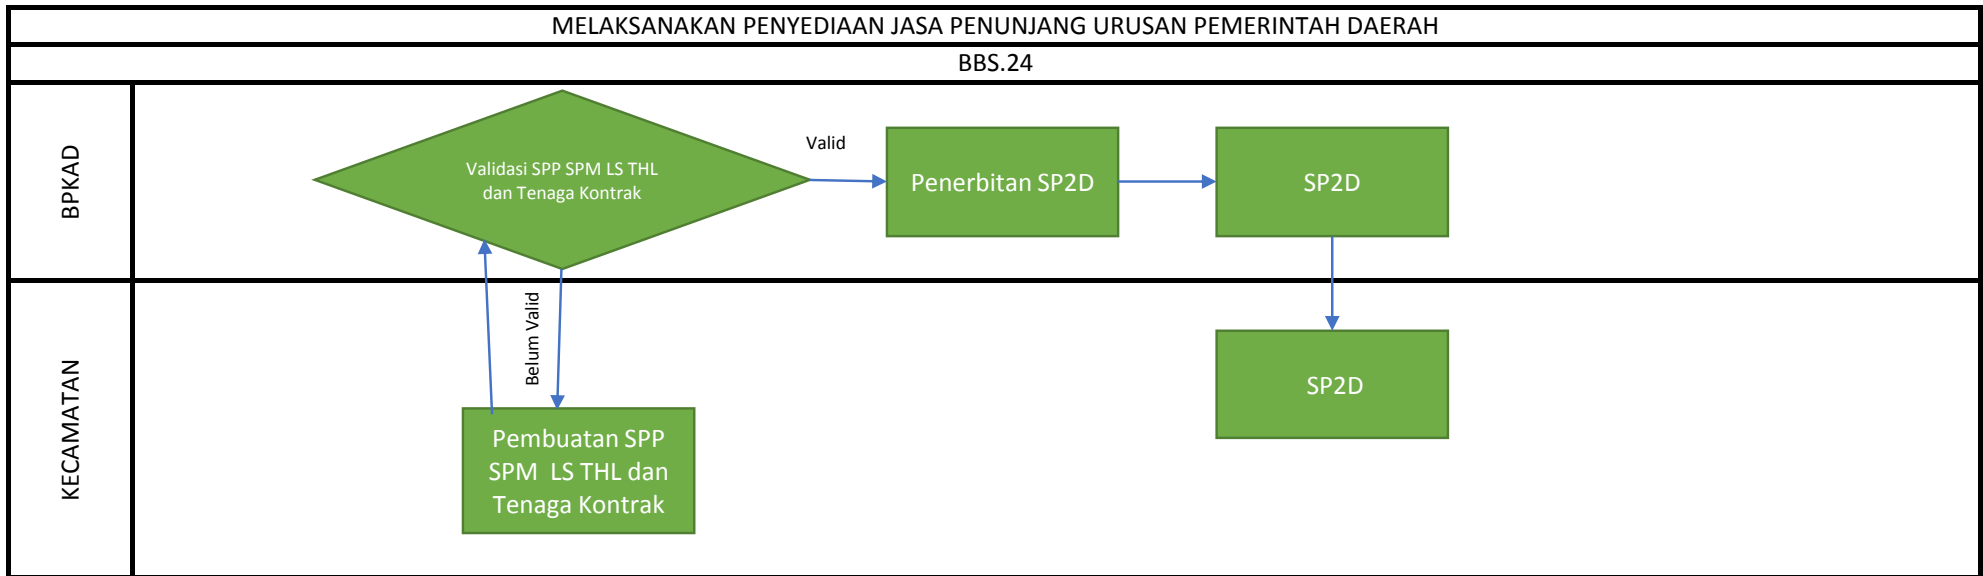 MELAKSANAKAN PENYEDIAAN JASA PENUNJANG URUSAN PEMERINTAH DAERAH
BBS.24
BPKAD
Validasi SPP SPM LS THL
dan Tenaga Kontrak
Valid
Penerbitan SP2D
SP2D
KECAMATAN
Belum Valid
Pembuatan SPP
SPM LS THL dan
Tenaga Kontrak
SP2D